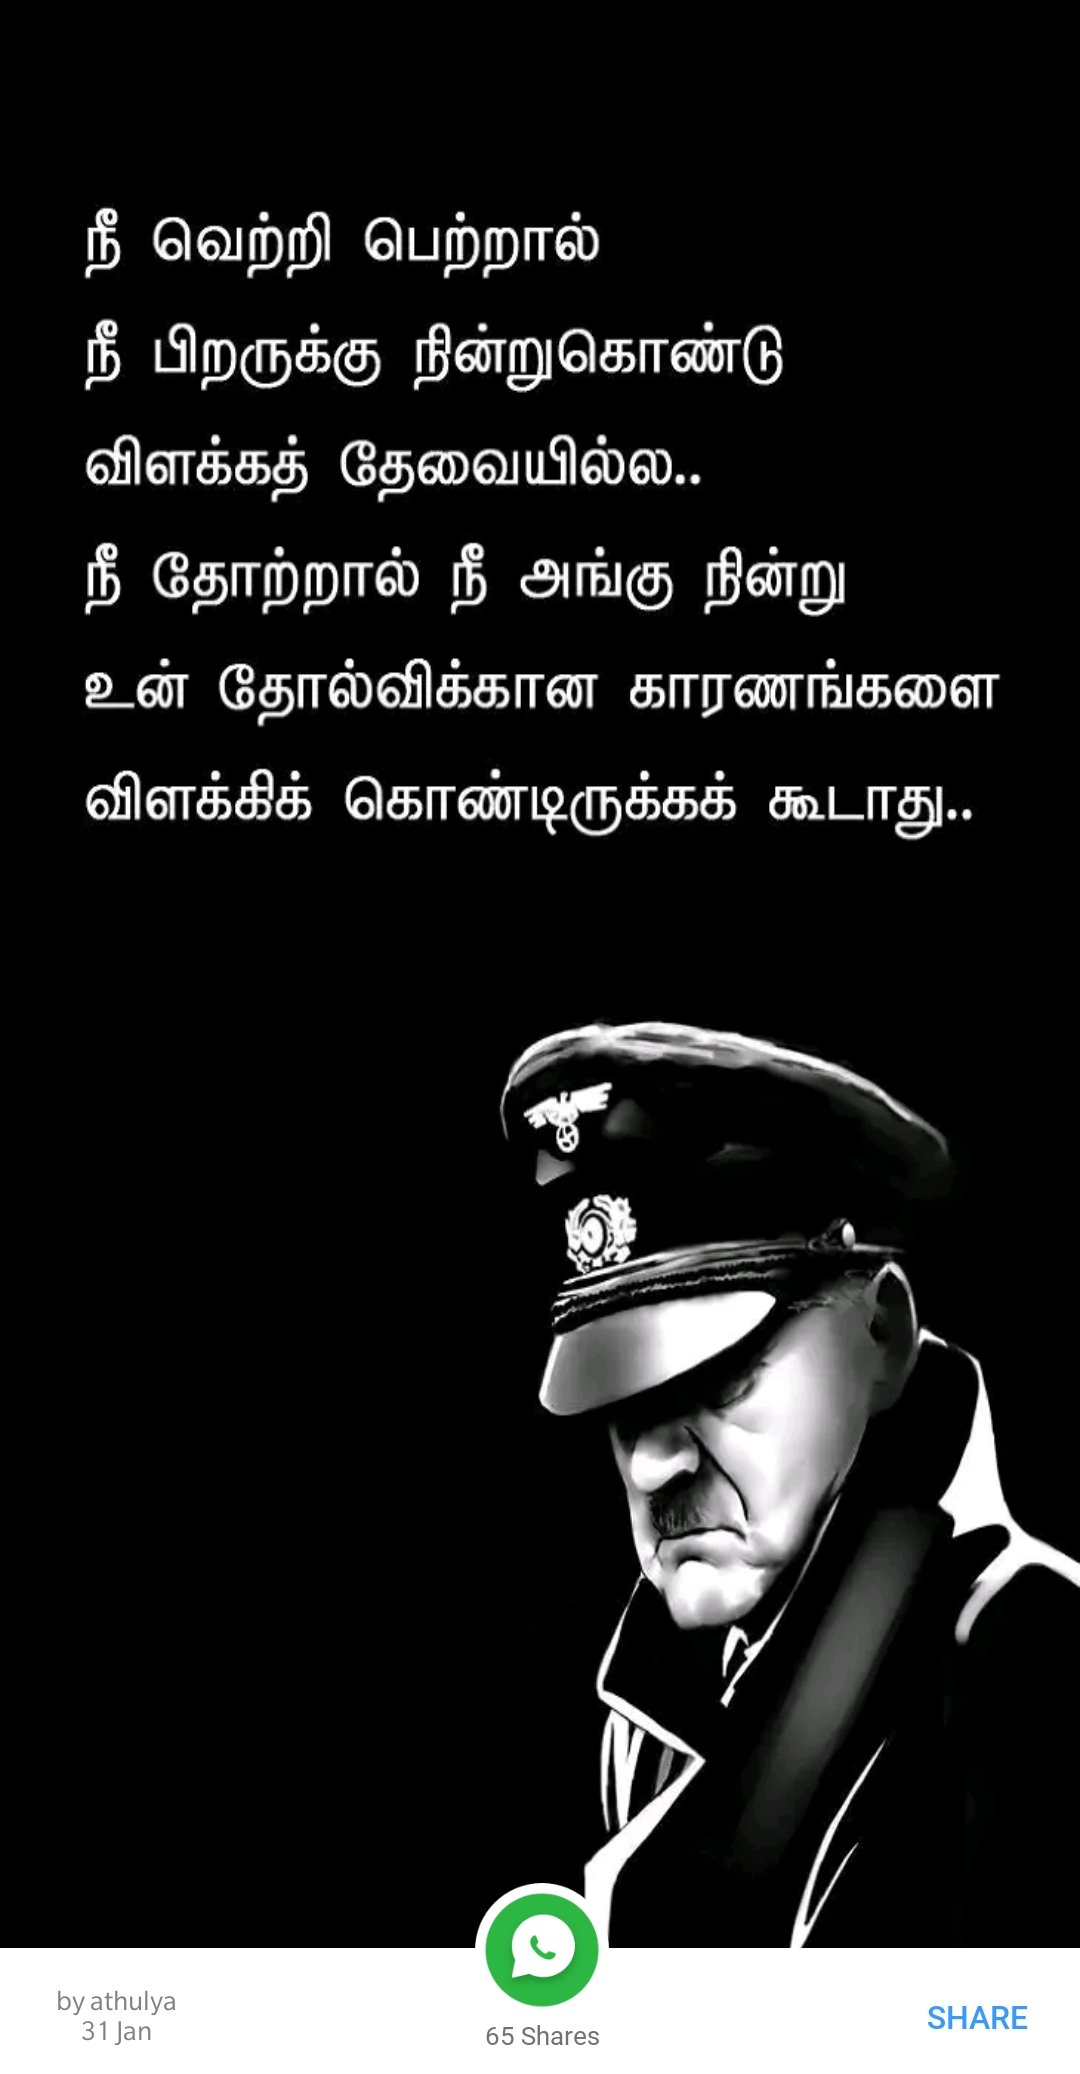 நீ வெற்றி பெற்றால்
நீ பிறருக்கு நின்றுகொண்டு
விளக்கத் தேவையில்ல..
நீ தோற்றால் நீ அங்கு நின்று
உன் தோல்விக்கான காரணங்களை
விளக்கிக் கொண்டிருக்கக் கூடாது..
by athulya
31 Jan
65 Shares
SHARE